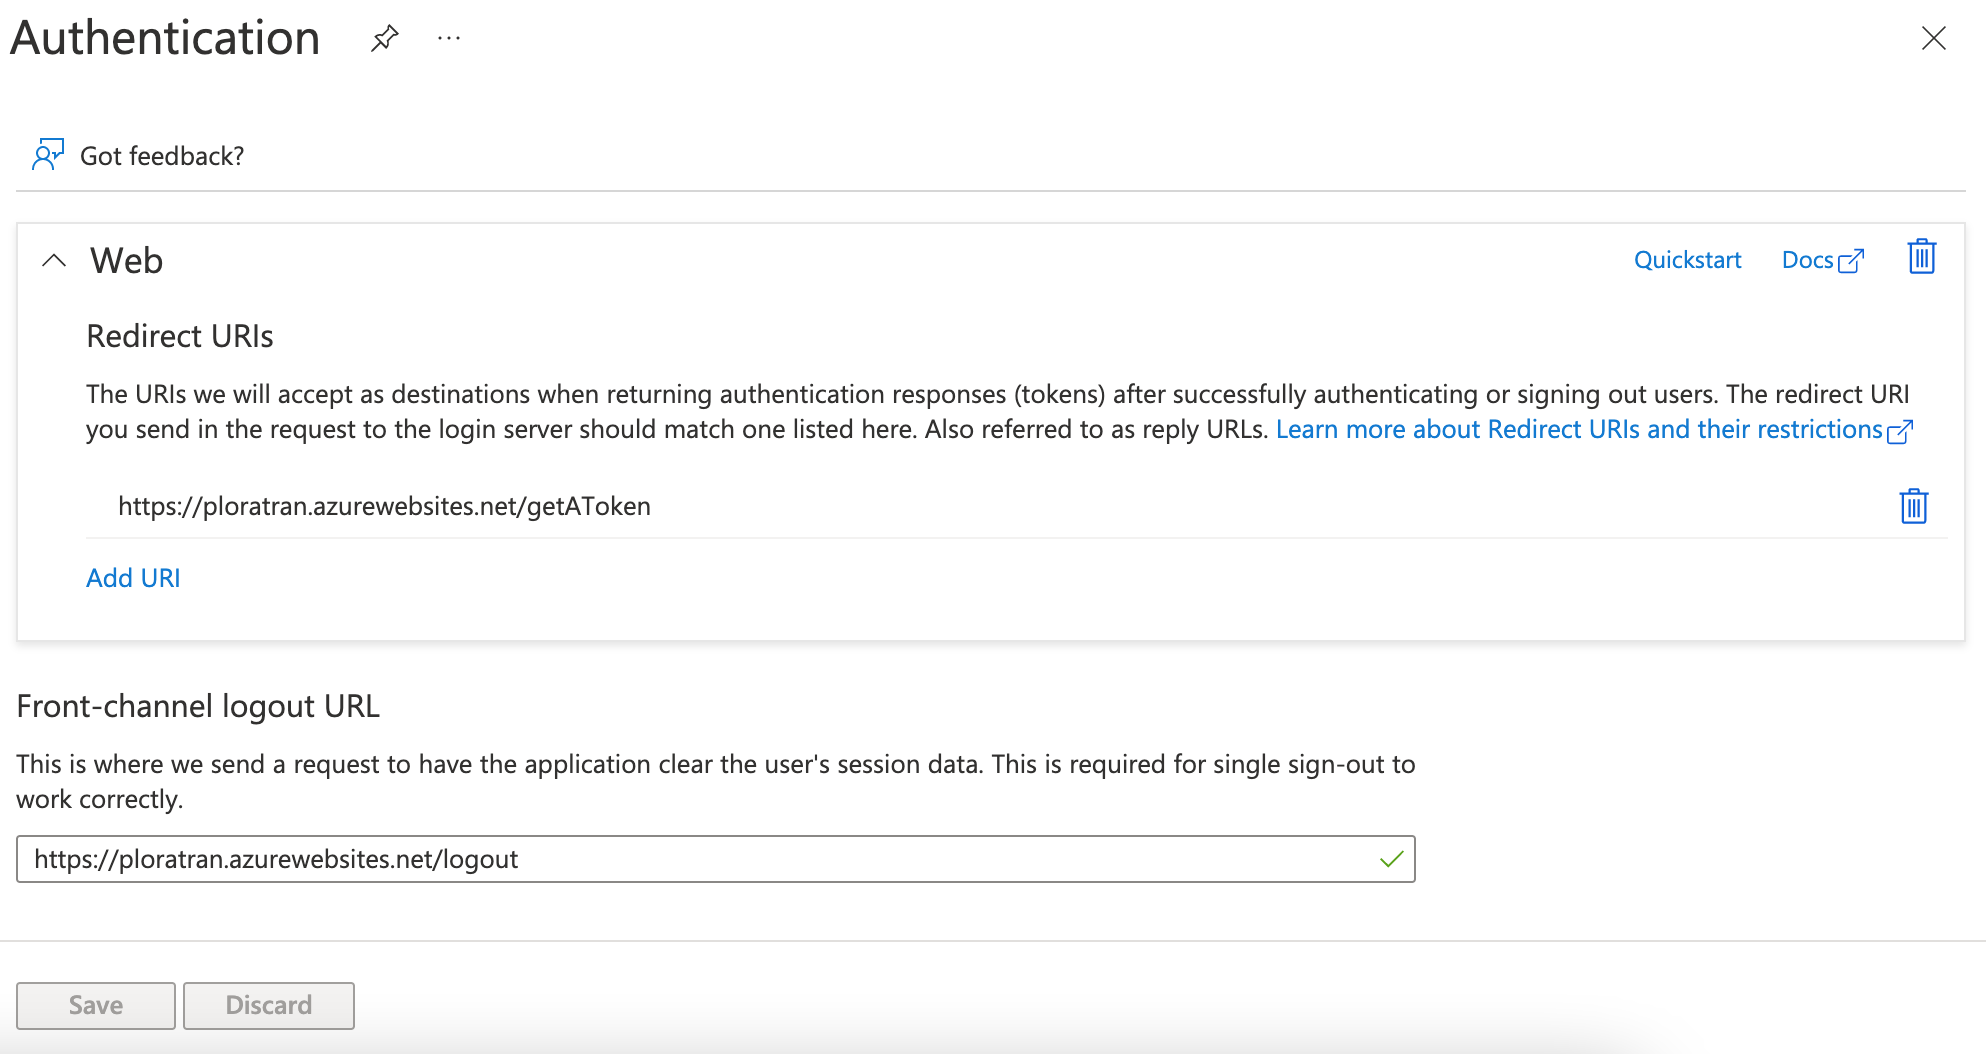 Authentication
Got feedback?
Web
Quickstart
Docs
Redirect URIs
The URIs we will accept as destinations when returning authentication responses (tokens) after successfully authenticating or signing out users. The redirect URI
you send in the request to the login server should match one listed here. Also referred to as reply URLs. Learn more about Redirect URIs and their restrictions
https://ploratran.azurewebsites.net/getAToken
Add URI
Front-channel logout URL
This is where we send a request to have the application clear the user's session data. This is required for single sign-out to
work correctly.
https://ploratran.azurewebsites.net/logout
Save
Discard